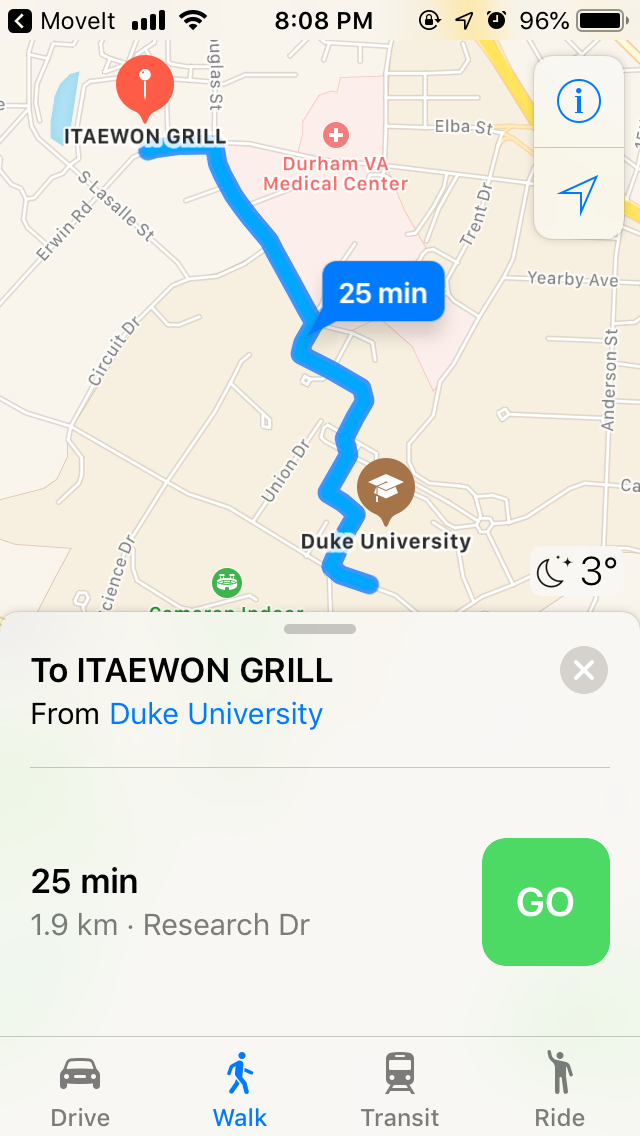 MoveIt
8:08 PM
96%
uglas St
ITAEWON GRILL
Elba St
Durham VA
Medical Center
S Lasalle St
Erwin Rd
Trent Dr
Yearby Ave
25 min
Circuit Dr
Anderson St
Union Dr
Ca
Duke University
cience Dr
3°
Cameron Indoor
To ITAEWON GRILL
From Duke University
25 min
1.9 km · Research Dr
GO
Drive
Walk
Transit
Ride